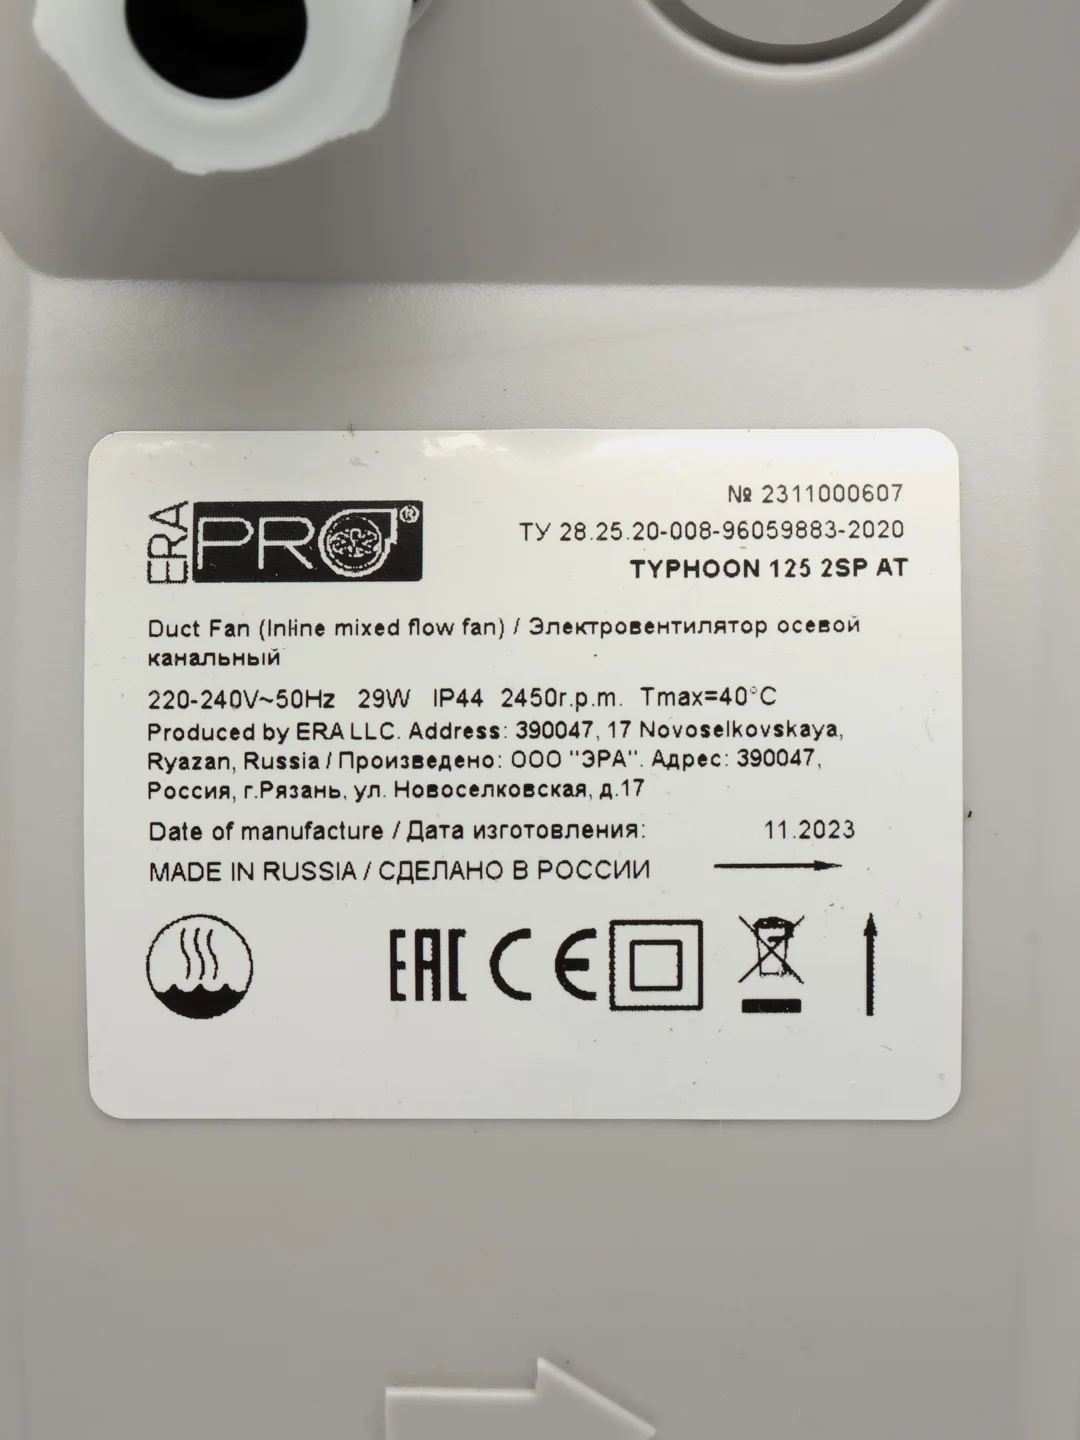 ERA PRO®
№ 2311000607
ТУ 28.25.20-008-96059883-2020
TYPHOON 125 2SP AT
Duct Fan (Inline mixed flow fan) / Электровентилятор осевой
канальный
220-240V~50Hz 29W IP44 2450r.p.m. Tmax=40°C
Produced by ERA LLC. Address: 390047, 17 Novoselkovskaya,
Ryazan, Russia / Произведено: ООО "ЭРА". Адрес: 390047,
Россия, г.Рязань, ул. Новоселковская, д.17
Date of manufacture / Дата изготовления: 11.2023
MADE IN RUSSIA / СДЕЛАНО В РОССИИ
EAC CE